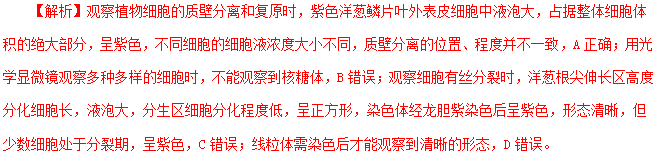 【解析】观察植物细胞的质壁分离和复原时，紫色洋葱鳞片叶外表皮细胞中液泡大，占据整体细胞体
积的绝大部分，呈紫色，不同细胞的细胞液浓度大小不同，质壁分离的位置、程度并不一致，A正确；用光
学显微镜观察多种多样的细胞时，不能观察到核糖体，B错误；观察细胞有丝分裂时，洋葱根尖伸长区高度
分化细胞长，液泡大，分生区细胞分化程度低，呈正方形，染色体经龙胆紫染色后呈紫色，形态清晰，但
少数细胞处于分裂期，呈紫色，C错误；线粒体需染色后才能观察到清晰的形态，D错误。